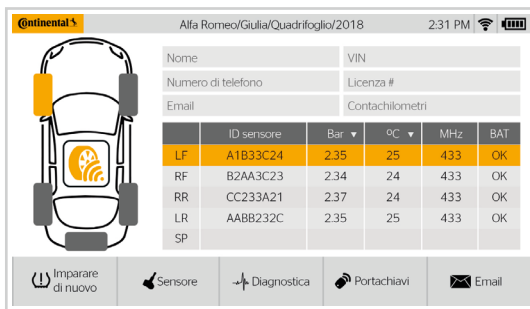 Continental
Alfa Romeo/Giulia/Quadrifoglio/2018
2:31 PM
Nome
VIN
Numero di telefono
Licenza #
Email
Contachilometri
ID sensore Bar ▼ ºC ▼ MHz BAT
LF A1B33C24 2.35 25 433 OK
RF B2AA3C23 2.34 24 433 OK
RR CC233A21 2.37 24 433 OK
LR AABB232C 2.35 25 433 OK
SP
Imparare
di nuovo
Sensore
Diagnostica
Portachiavi
Email